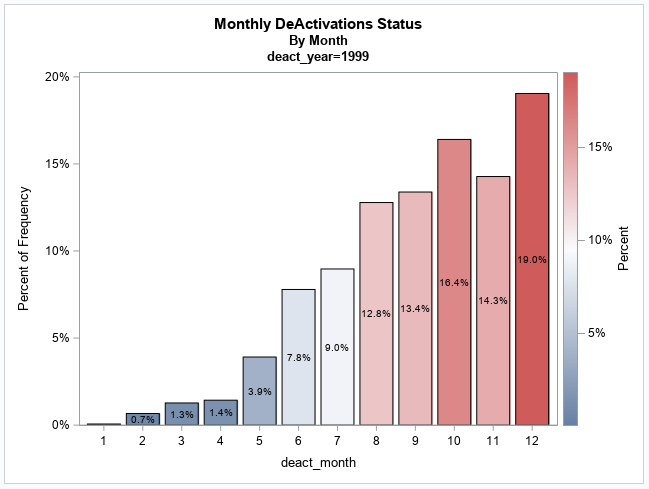 Monthly DeActivations Status
By Month
deact_year=1999
20%
15%
10%
5%
0%
Percent of Frequency
0.7%
1.3%
1.4%
3.9%
7.8%
9.0%
12.8%
13.4%
16.4%
14.3%
19.0%
1 2 3 4 5 6 7 8 9 10 11 12
deact_month
15%
10%
5%
Percent